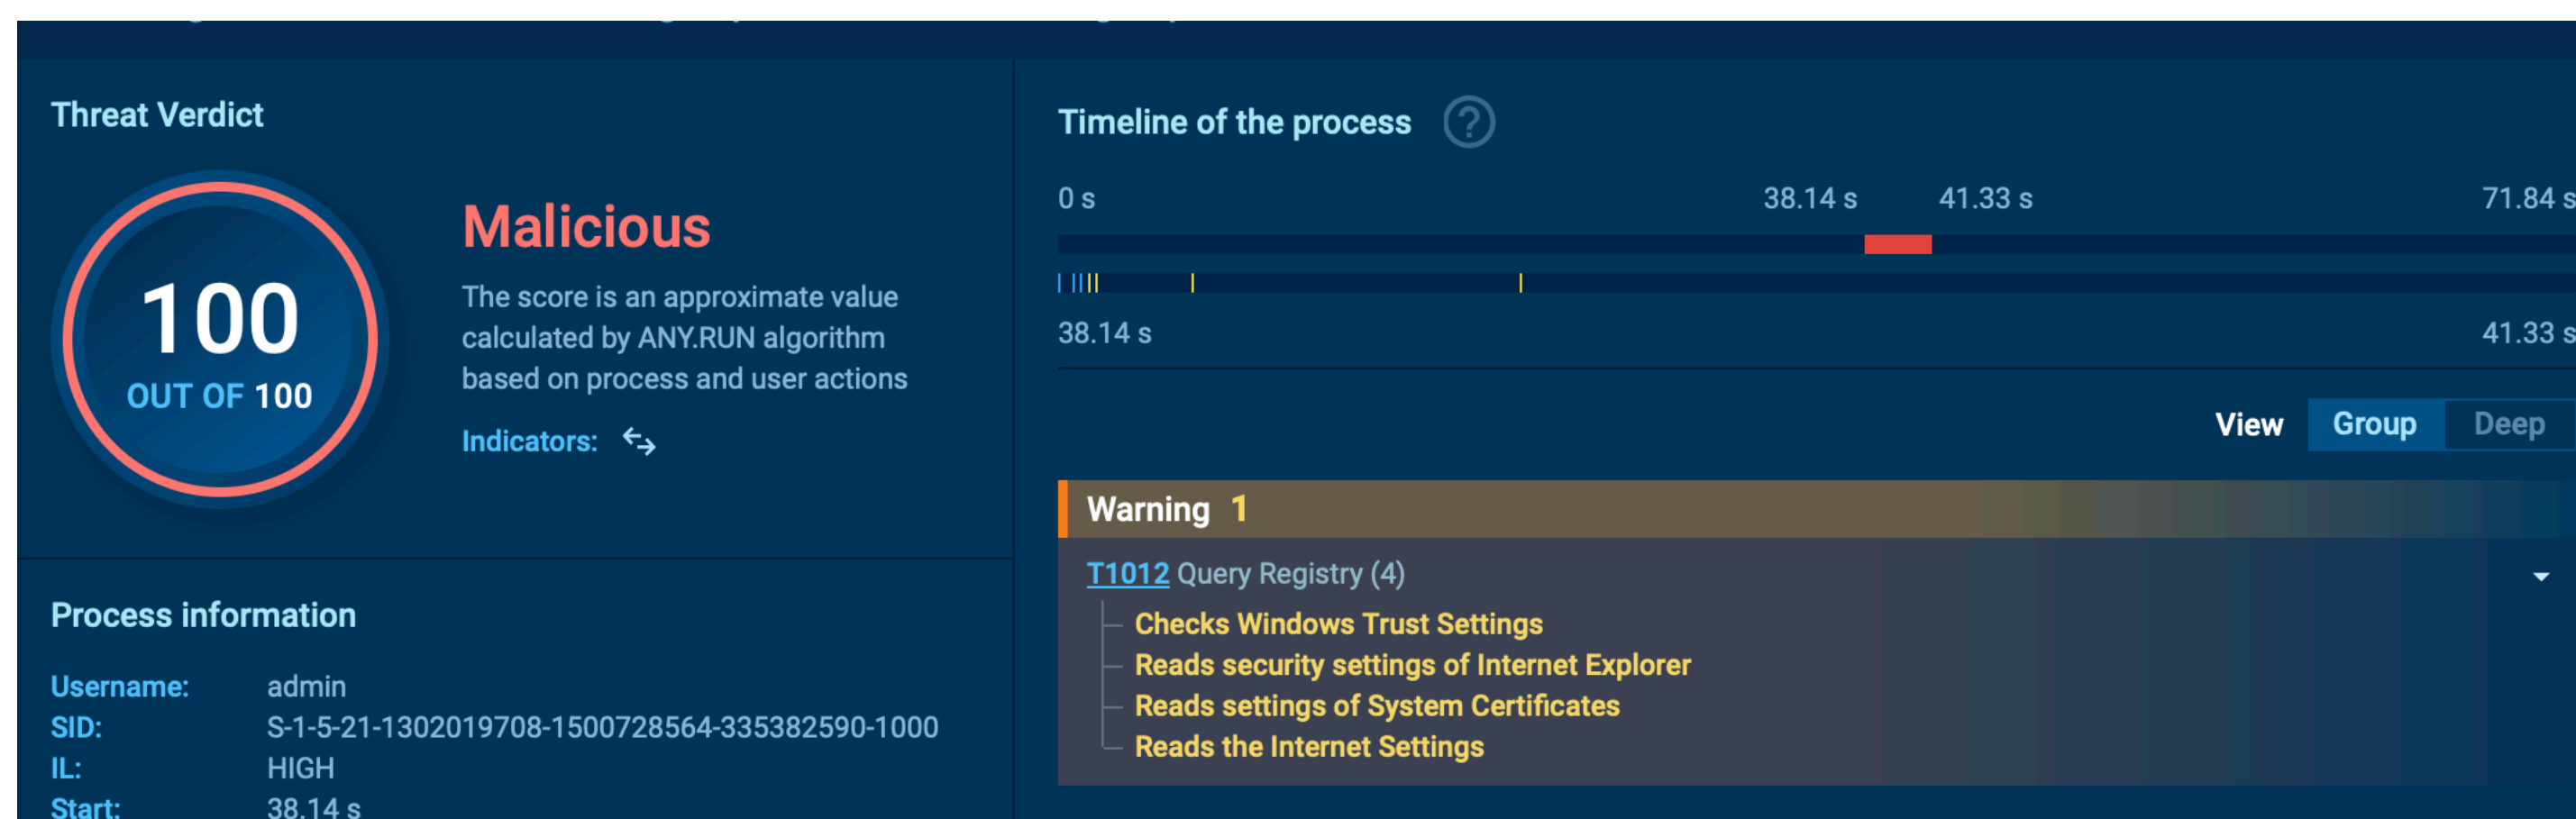 Threat Verdict
100
OUT OF 100
Malicious
The score is an approximate value
calculated by ANY.RUN algorithm
based on process and user actions
Indicators:
Process information
Username: admin
SID: S-1-5-21-1302019708-1500728564-335382590-1000
IL: HIGH
Start: 38.14 s
Timeline of the process ?
0 s 38.14 s 41.33 s 71.84 s
38.14 s 41.33 s
View Group Deep
Warning 1
T1012 Query Registry (4)
Checks Windows Trust Settings
Reads security settings of Internet Explorer
Reads settings of System Certificates
Reads the Internet Settings